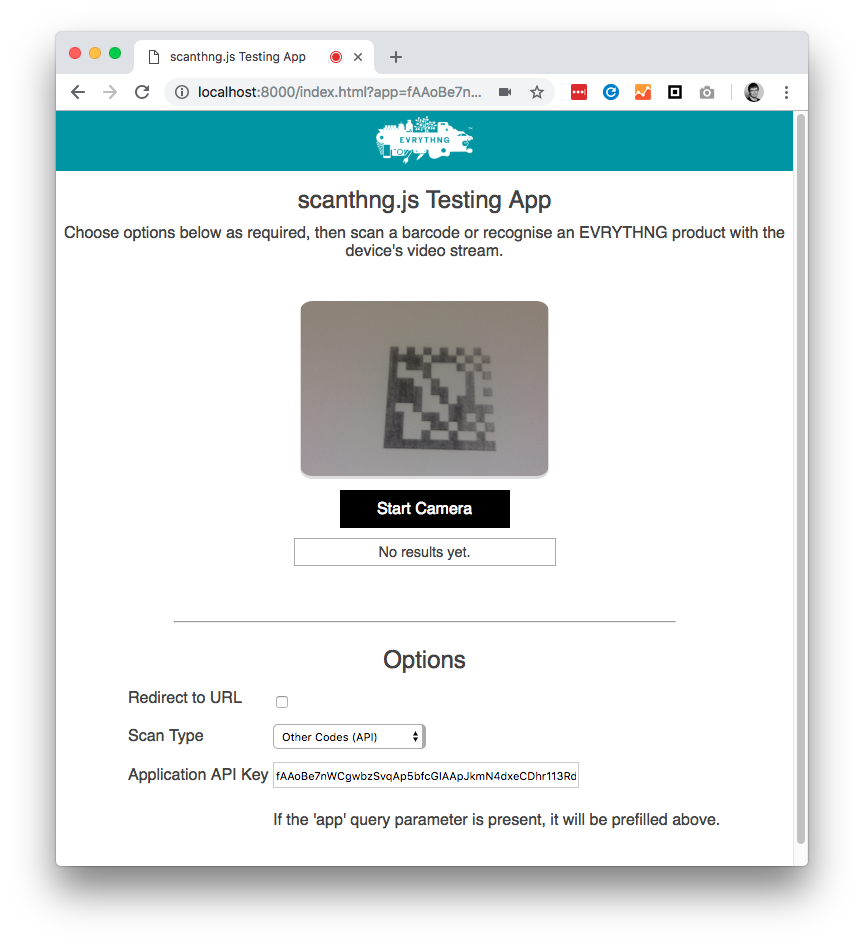 scanthng.js Testing App
localhost:8000/index.html?app=fAAoBe7n...
EVRYTHNG
scanthng.js Testing App
Choose options below as required, then scan a barcode or recognise an EVRYTHNG product with the
device's video stream.
Start Camera
No results yet.
Options
Redirect to URL
Scan Type
Other Codes (API)
Application API Key
fAAoBe7nWCgwbzSvqAp5bfcGIAApJkmN4dxeCDhr113Rd
If the 'app' query parameter is present, it will be prefilled above.